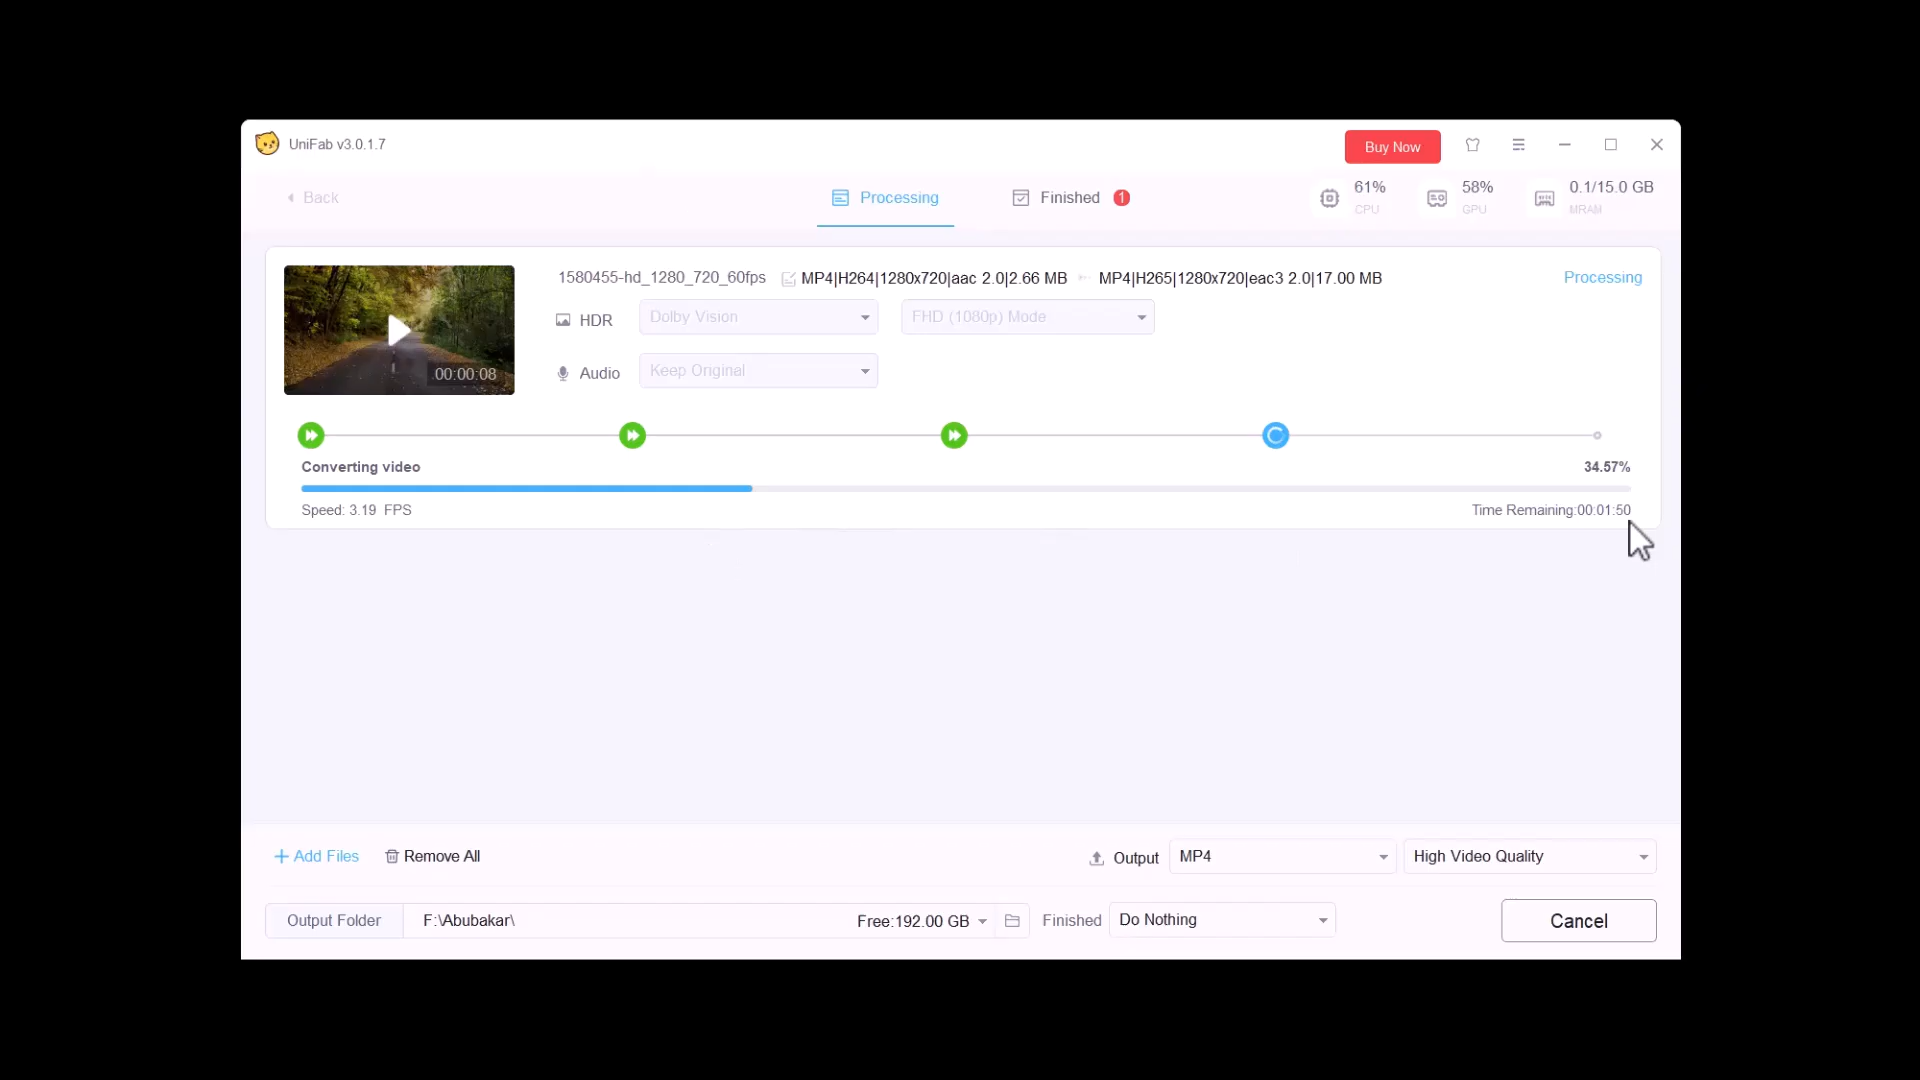 UniFab v3.0.1.7
Buy Now
Back
Processing
Finished 1
61%
CPU
58%
GPU
0.1/15.0 GB
MRAM
1580455-hd_1280_720_60fps MP4|H264|1280x720|aac 2.0|2.66 MB MP4|H265|1280x720|eac3 2.0|17.00 MB Processing
HDR Dolby Vision FHD (1080p) Mode
00:00:08
Audio Keep Original
Converting video 34.57%
Speed: 3.19 FPS Time Remaining:00:01:50
Add Files Remove All Output MP4 High Video Quality
Output Folder F:\Abubakar\ Free:192.00 GB Finished Do Nothing Cancel